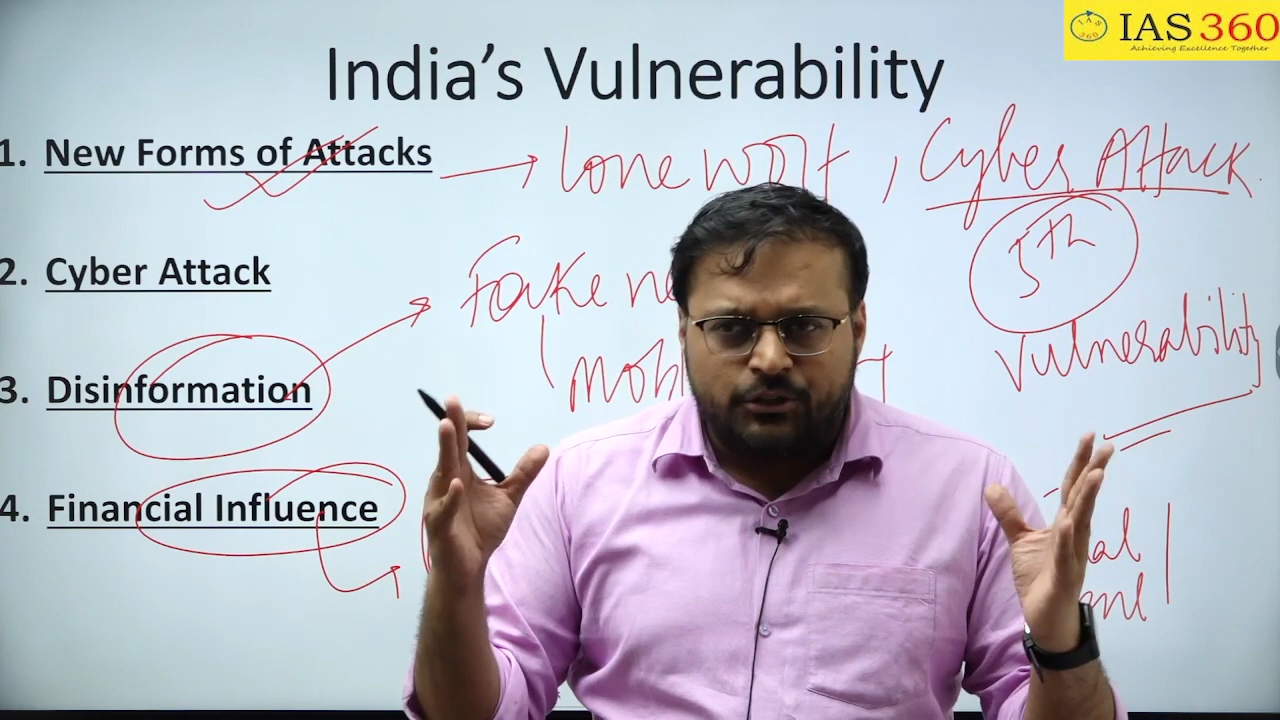 IAS 360
Achieving Excellence Together
India's Vulnerability
1. New Forms of Attacks → Lone wolf, Cyber Attack
5th
2. Cyber Attack
Fake
Vulnerability
3. Disinformation
4. Financial Influence